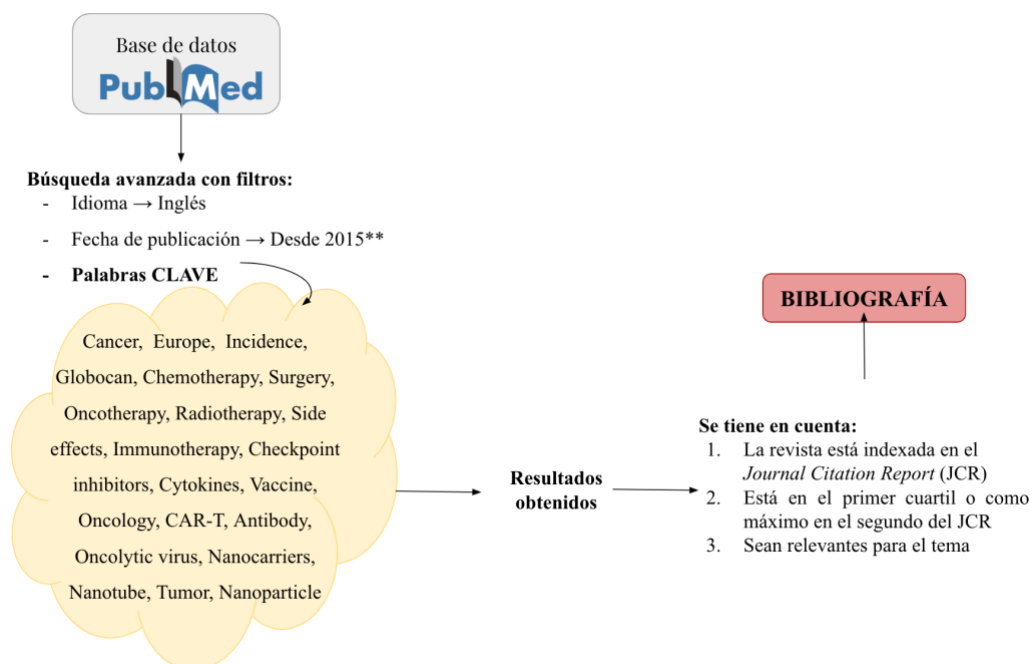 Base de datos
PubMed
Búsqueda avanzada con filtros:
- Idioma → Inglés
- Fecha de publicación → Desde 2015**
- Palabras CLAVE
Cancer, Europe, Incidence,
Globocan, Chemotherapy, Surgery,
Oncotherapy, Radiotherapy, Side
effects, Immunotherapy, Checkpoint
inhibitors, Cytokines, Vaccine,
Oncology, CAR-T, Antibody,
Oncolytic virus, Nanocarriers,
Nanotube, Tumor, Nanoparticle
Resultados
obtenidos
Se tiene en cuenta:
1. La revista está indexada en el
Journal Citation Report (JCR)
2. Está en el primer cuartil o como
máximo en el segundo del JCR
3. Sean relevantes para el tema
BIBLIOGRAFÍA